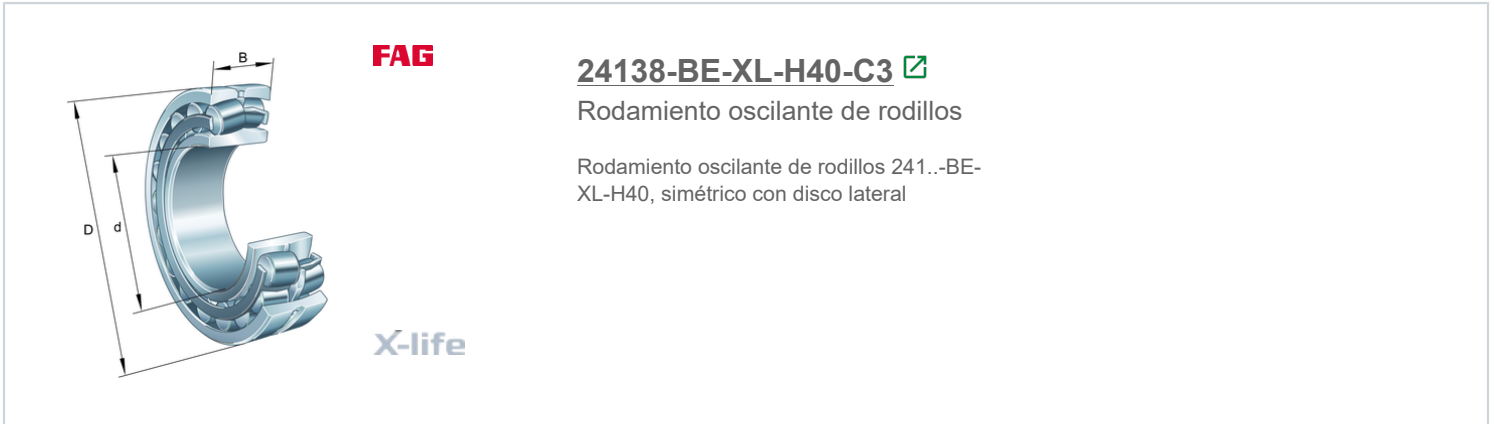 B
FAG
24138-BE-XL-H40-C3
Rodamiento oscilante de rodillos
Rodamiento oscilante de rodillos 241..-BE-
XL-H40, simétrico con disco lateral
D
d
X-life